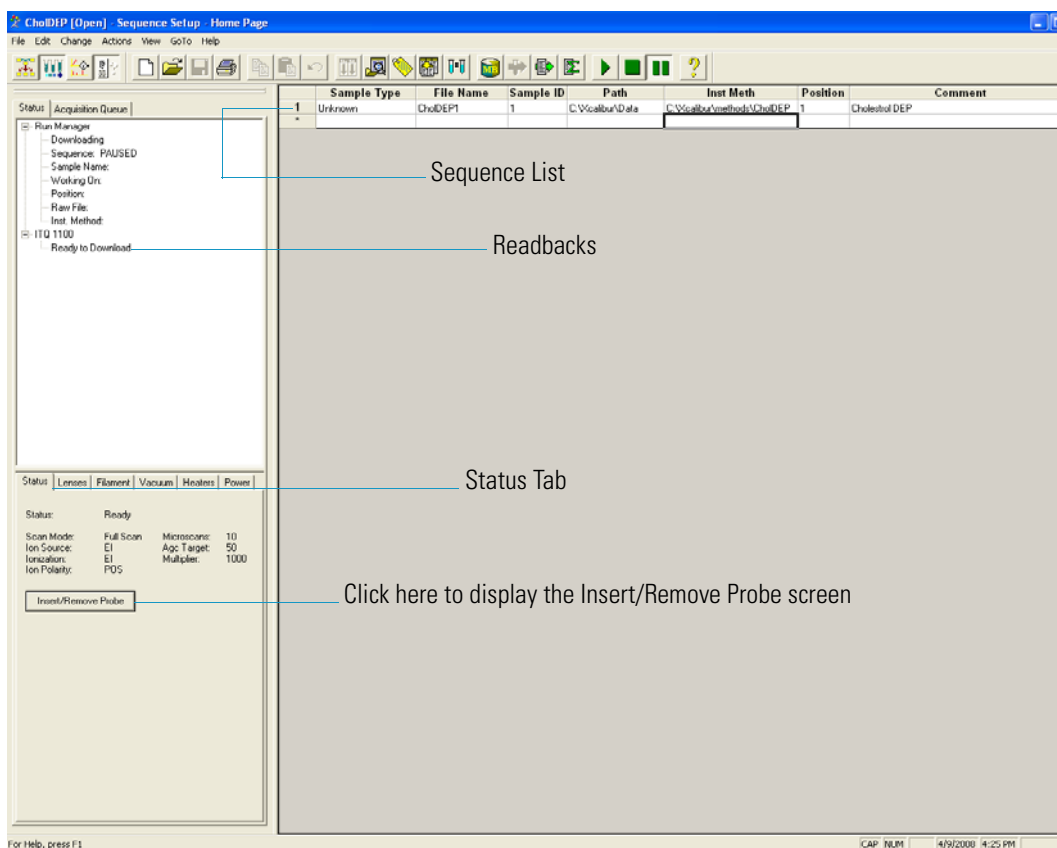 CholDEP [Open] - Sequence Setup - Home Page
File Edit Change Actions View GoTo Help
Status Acquisition Queue
Run Manager
Downloading
Sequence: PAUSED
Sample Name:
Working On:
Position:
Raw File:
Inst. Method:
ITQ 1100
Ready to Download
Sample Type File Name Sample ID Path Inst Meth Position Comment
1 Unknown CholDEP1 1 C:\Xcalibur\Data C:\Xcalibur\methods\CholDEP 1 Cholestrol DEP
*
Sequence List
Readbacks
Status Tab
Click here to display the Insert/Remove Probe screen
Status Lenses Filament Vacuum Heaters Power
Status: Ready
Scan Mode: Full Scan Microscans: 10
Ion Source: EI Agc Target: 50
Ionization: EI Multiplier: 1000
Ion Polarity: POS
Insert/Remove Probe
For Help, press F1
CAP NUM 4/9/2008 4:25 PM